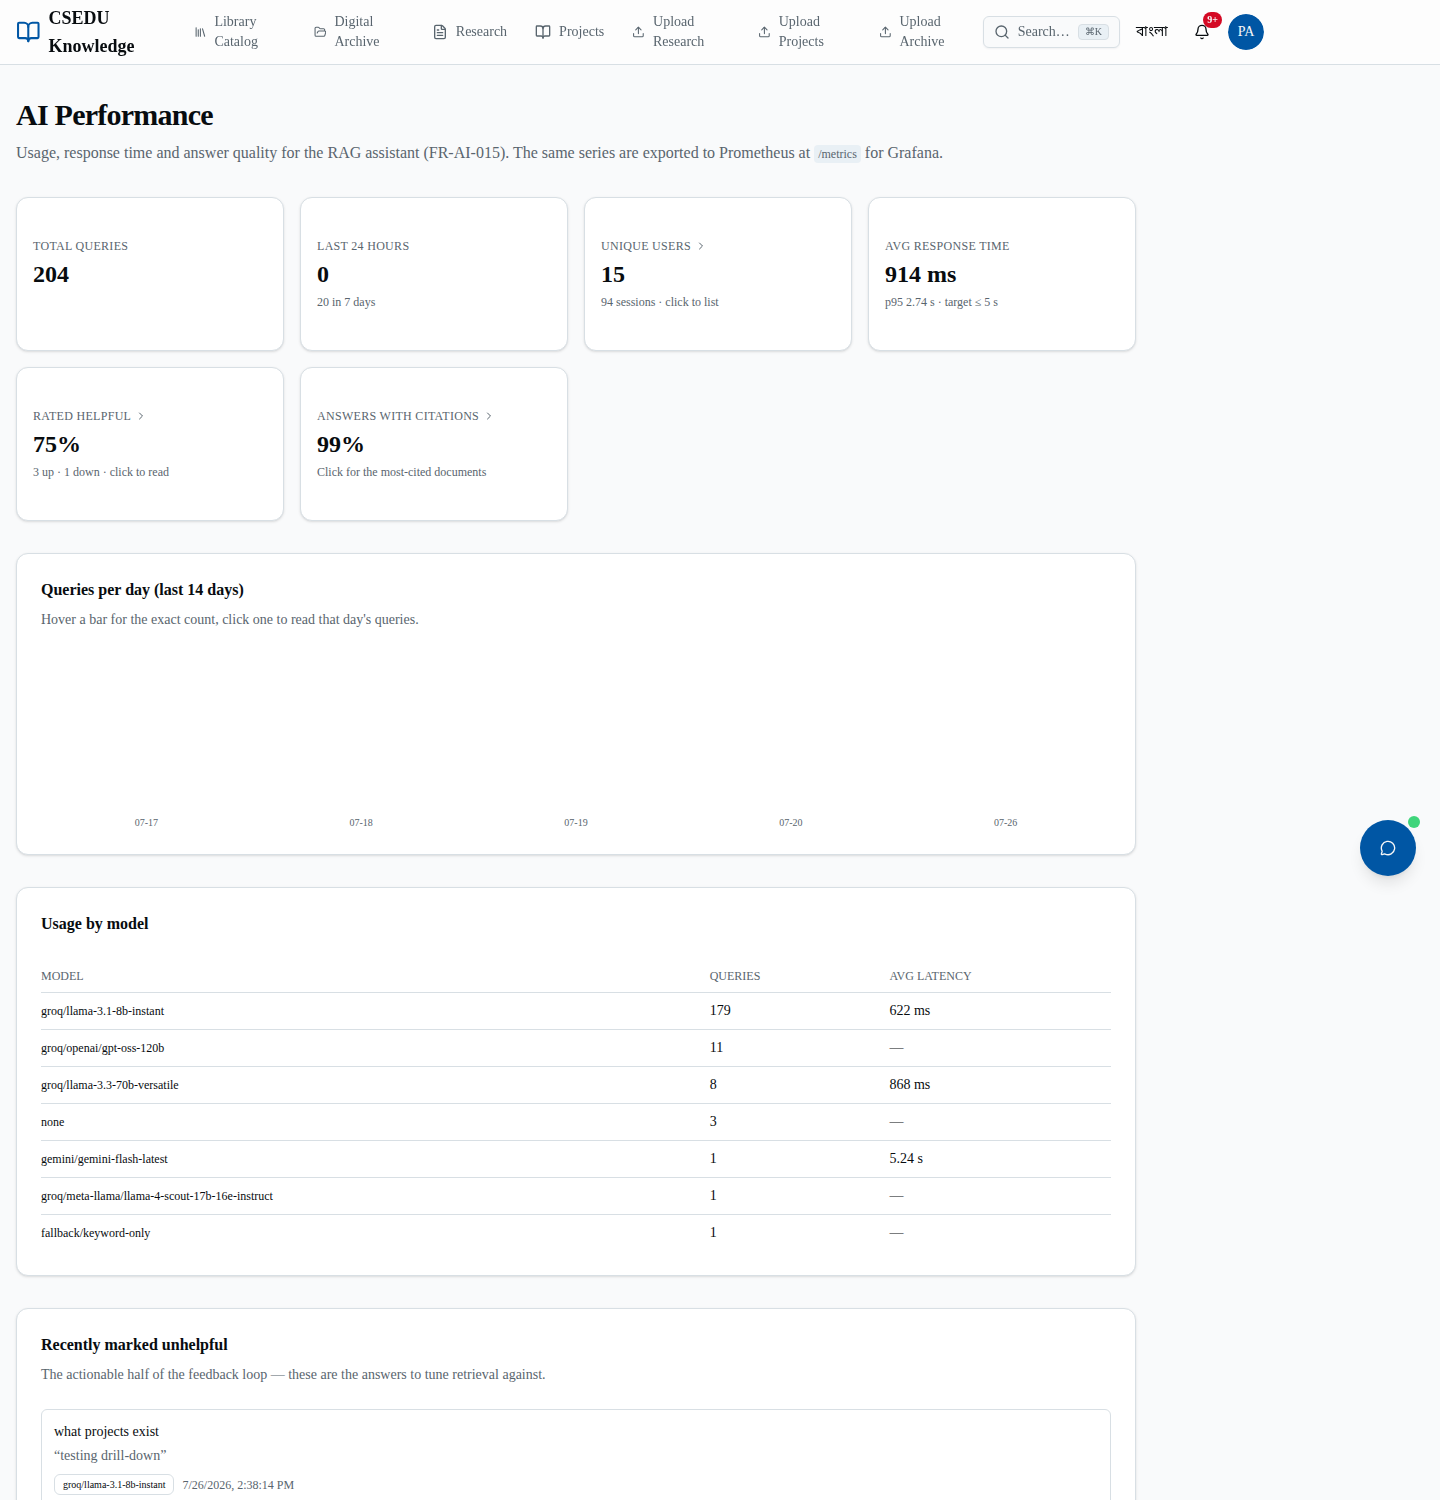 CSEDU
Knowledge
Library
Catalog
Digital
Archive
Research
Projects
Upload
Research
Upload
Projects
Upload
Archive
Search…
⌘K
বাংলা
9+
PA
AI Performance
Usage, response time and answer quality for the RAG assistant (FR-AI-015). The same series are exported to Prometheus at /metrics for Grafana.
TOTAL QUERIES
204
LAST 24 HOURS
0
20 in 7 days
UNIQUE USERS
15
94 sessions · click to list
AVG RESPONSE TIME
914 ms
p95 2.74 s · target ≤ 5 s
RATED HELPFUL
75%
3 up · 1 down · click to read
ANSWERS WITH CITATIONS
99%
Click for the most-cited documents
Queries per day (last 14 days)
Hover a bar for the exact count, click one to read that day's queries.
07-17 07-18 07-19 07-20 07-26
Usage by model
MODEL QUERIES AVG LATENCY
groq/llama-3.1-8b-instant 179 622 ms
groq/openai/gpt-oss-120b 11 —
groq/llama-3.3-70b-versatile 8 868 ms
none 3 —
gemini/gemini-flash-latest 1 5.24 s
groq/meta-llama/llama-4-scout-17b-16e-instruct 1 —
fallback/keyword-only 1 —
Recently marked unhelpful
The actionable half of the feedback loop — these are the answers to tune retrieval against.
what projects exist
“testing drill-down”
groq/llama-3.1-8b-instant 7/26/2026, 2:38:14 PM